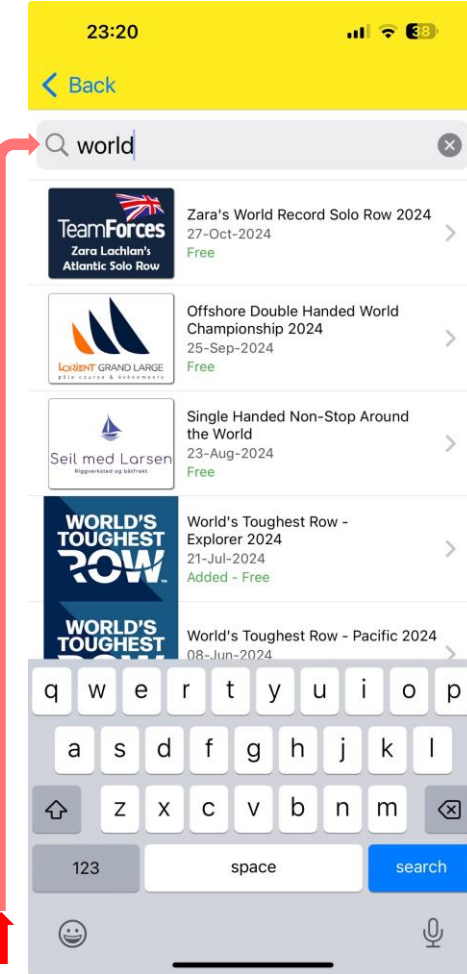 23:20
38
Back
world
TeamForces
Zara Lachlan's
Atlantic Solo Row
Zara's World Record Solo Row 2024
27-Oct-2024
Free
LORIENT GRAND LARGE
pôle course & évènements
Offshore Double Handed World
Championship 2024
25-Sep-2024
Free
Seil med Larsen
Riggverksted og båtfrakt
Single Handed Non-Stop Around
the World
23-Aug-2024
Free
WORLD'S
TOUGHEST
ROW
World's Toughest Row -
Explorer 2024
21-Jul-2024
Added - Free
WORLD'S
TOUGHEST
World's Toughest Row - Pacific 2024
08-Jun-2024
q w e r t y u i o p
a s d f g h j k l
z x c v b n m
123 space search